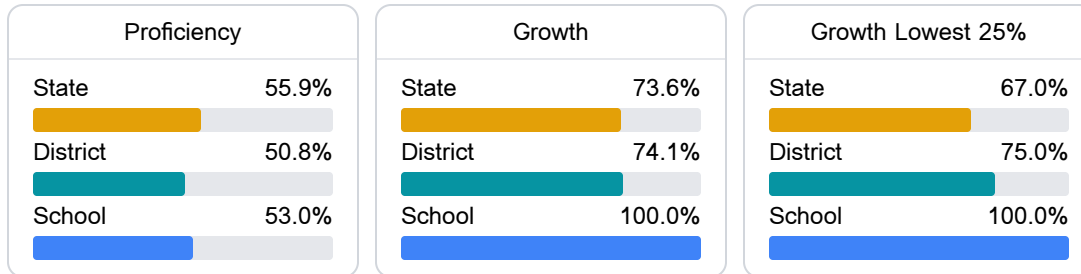 Proficiency
State 55.9%
District 50.8%
School 53.0%
Growth
State 73.6%
District 74.1%
School 100.0%
Growth Lowest 25%
State 67.0%
District 75.0%
School 100.0%